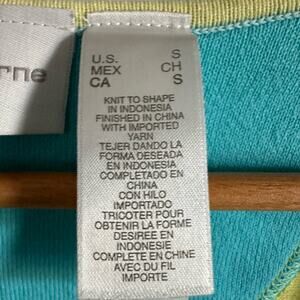 rne
U.S. S
MEX CH
CA S
KNIT TO SHAPE
IN INDONESIA
FINISHED IN CHINA
WITH IMPORTED
YARN
TEJER DANDO LA
FORMA DESEADA
EN INDONESIA
COMPLETADO EN
CHINA
CON HILO
IMPORTADO
TRICOTER POUR
OBTENIR LA FORME
DESIREE EN
INDONESIE
COMPLETE EN CHINE
AVEC DU FIL
IMPORTE